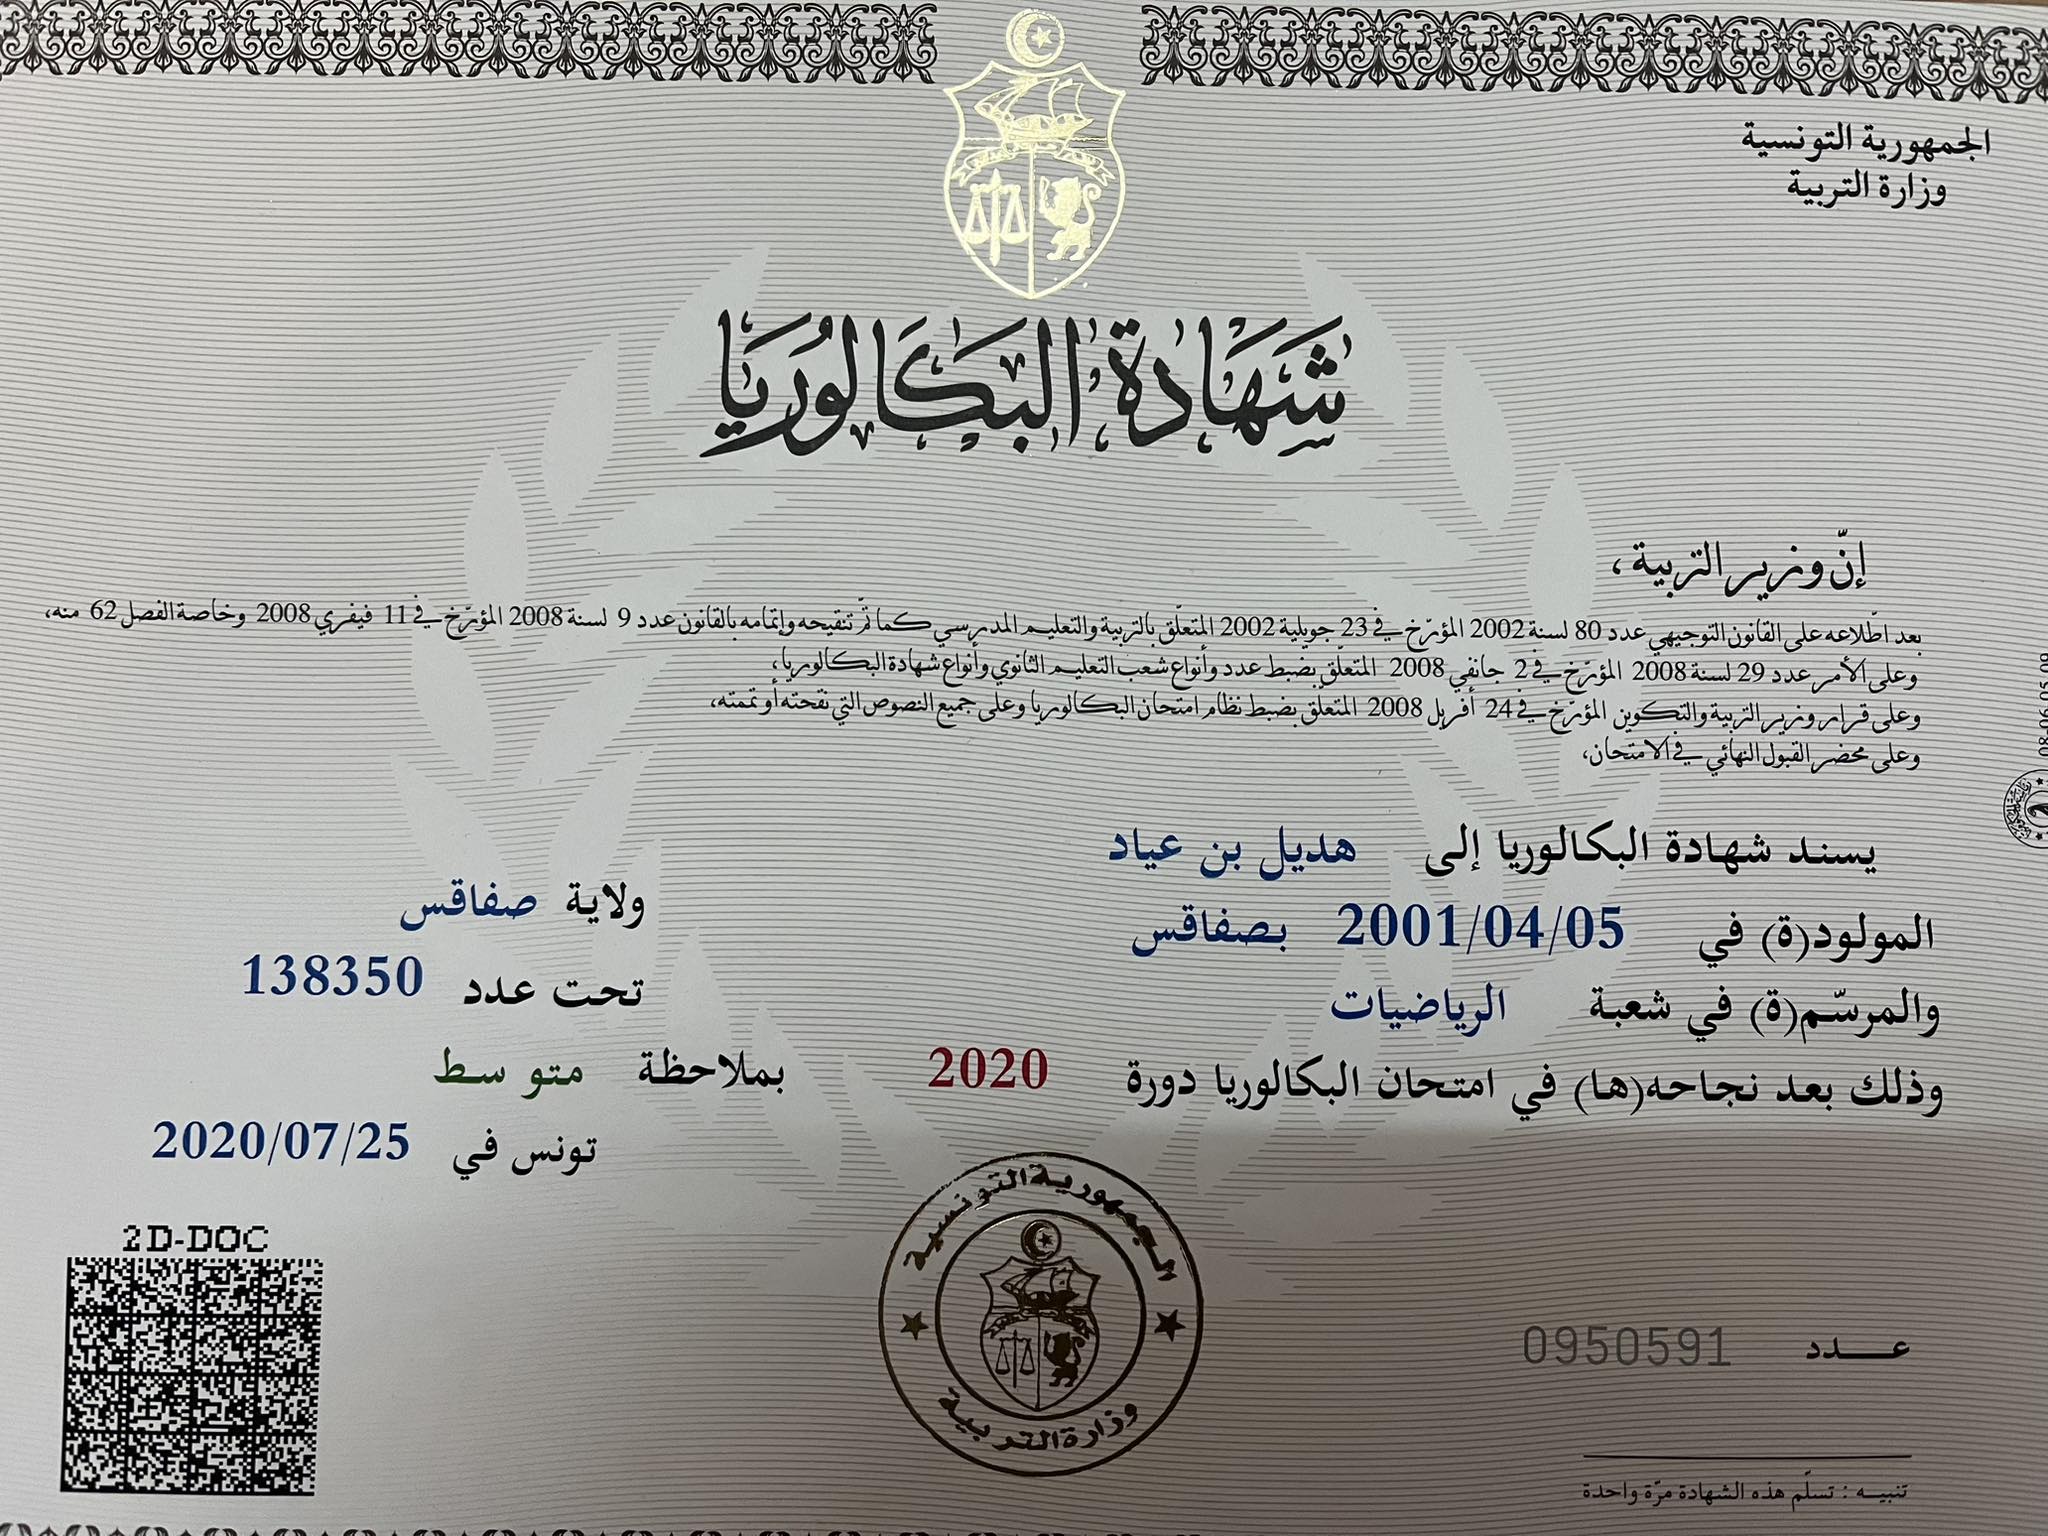 الجمهورية التونسية
وزارة التربية
شَهَادَة البَكَالُورِيَا
إنّ وزير التربية،
بعد اطّلاعه على القانون التوجيهي عدد 80 لسنة 2002 المؤرّخ في 23 جويلية 2002 المتعلّق بالتربية والتعليم المدرسي كما تمّ تنقيحه وإتمامه بالقانون عدد 9 لسنة 2008 المؤرّخ في 11 فيفري 2008 وخاصة الفصل 62 منه،
وعلى الأمر عدد 29 لسنة 2008 المؤرّخ في 2 جانفي 2008 المتعلّق بضبط عدد وأنواع شعب التعليم الثانوي وأنواع شهادة البكالوريا،
وعلى قرار وزير التربية والتكوين المؤرّخ في 24 أفريل 2008 المتعلّق بضبط نظام امتحان البكالوريا وعلى جميع النصوص التي نقحته أو تممته،
وعلى محضر القبول النهائي في الامتحان،
يسند شهادة البكالوريا إلى هديل بن عياد
المولود(ة) في 2001/04/05 بصفاقس ولاية صفاقس
والمرسّم(ة) في شعبة الرياضيات تحت عدد 138350
وذلك بعد نجاحه(ها) في امتحان البكالوريا دورة 2020 بملاحظة متوسط
تونس في 2020/07/25
2D-DOC
الجمهورية التونسية
وزارة التربية
عــدد 0950591
تنبيه : تسلّم هذه الشهادة مرّة واحدة